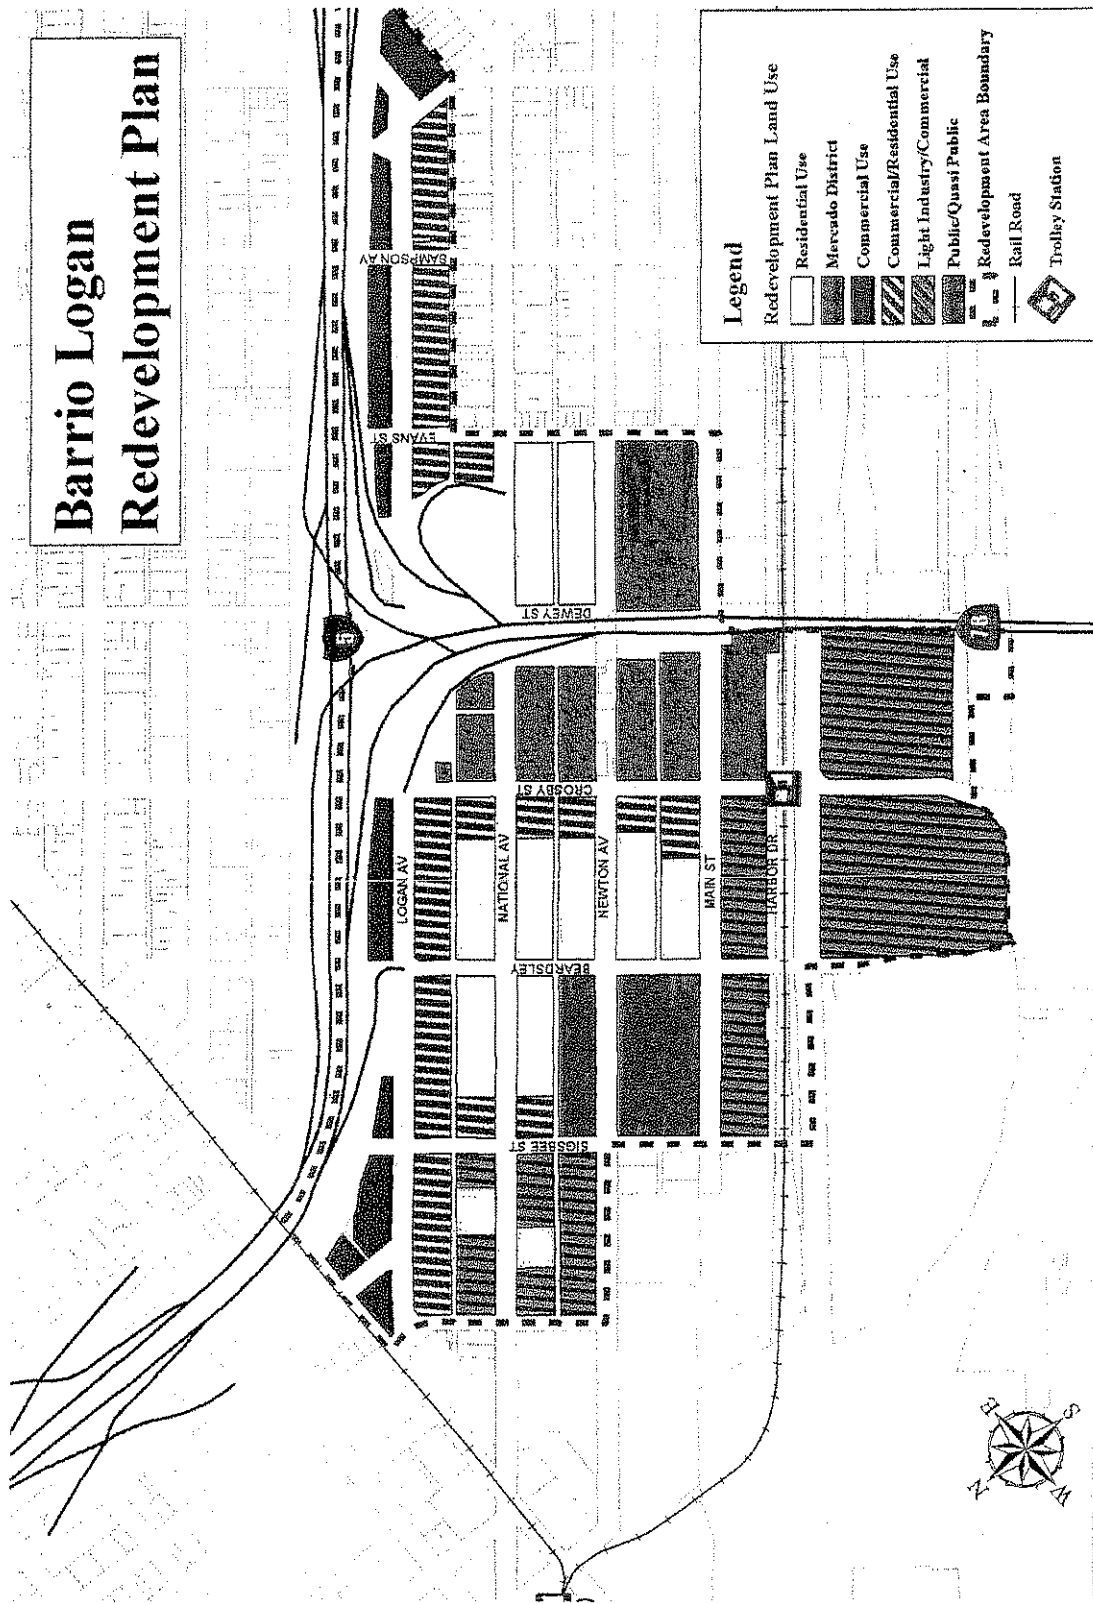 Barrio Logan
Redevelopment Plan
SAMPSON AV
EVANS ST
DEWEY ST
CROSBY ST
LOGAN AV
NATIONAL AV
NEWTON AV
MAIN ST
HARBOR DR
BEARDSLEY
SIGSBEE ST
5
75
Legend
Redevelopment Plan Land Use
Residential Use
Mercado District
Commercial Use
Commercial/Residential Use
Light Industry/Commercial
Public/Quasi Public
Redevelopment Area Boundary
Rail Road
Trolley Station
N
E
S
W